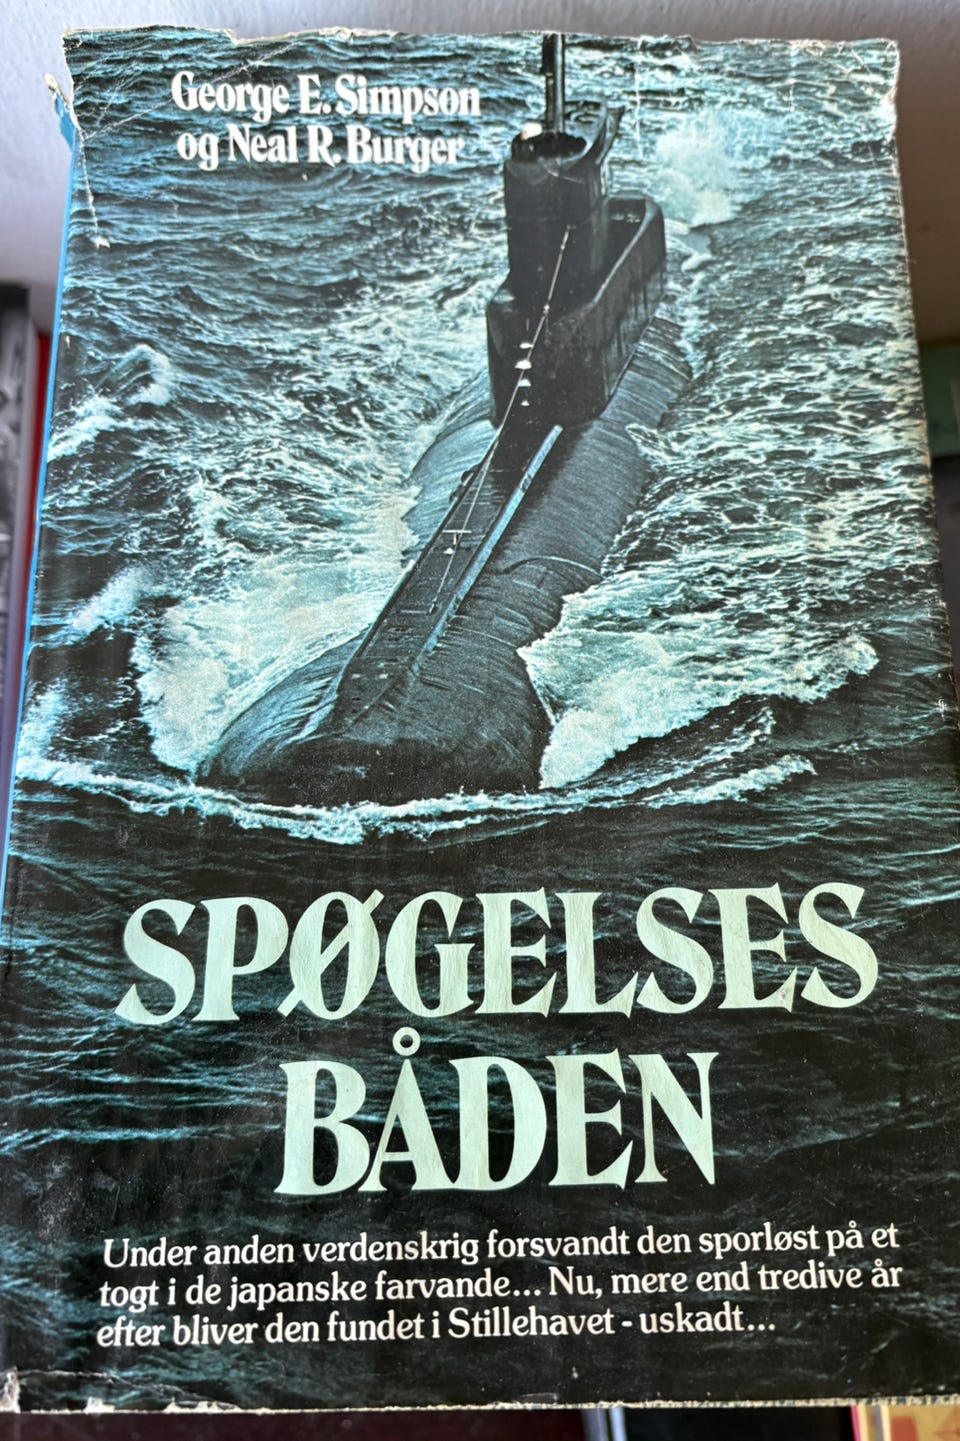 George E. Simpson
og Neal R. Burger
SPØGELSES
BÅDEN
Under anden verdenskrig forsvandt den sporløst på et
togt i de japanske farvande... Nu, mere end tredive år
efter bliver den fundet i Stillehavet - uskadt...